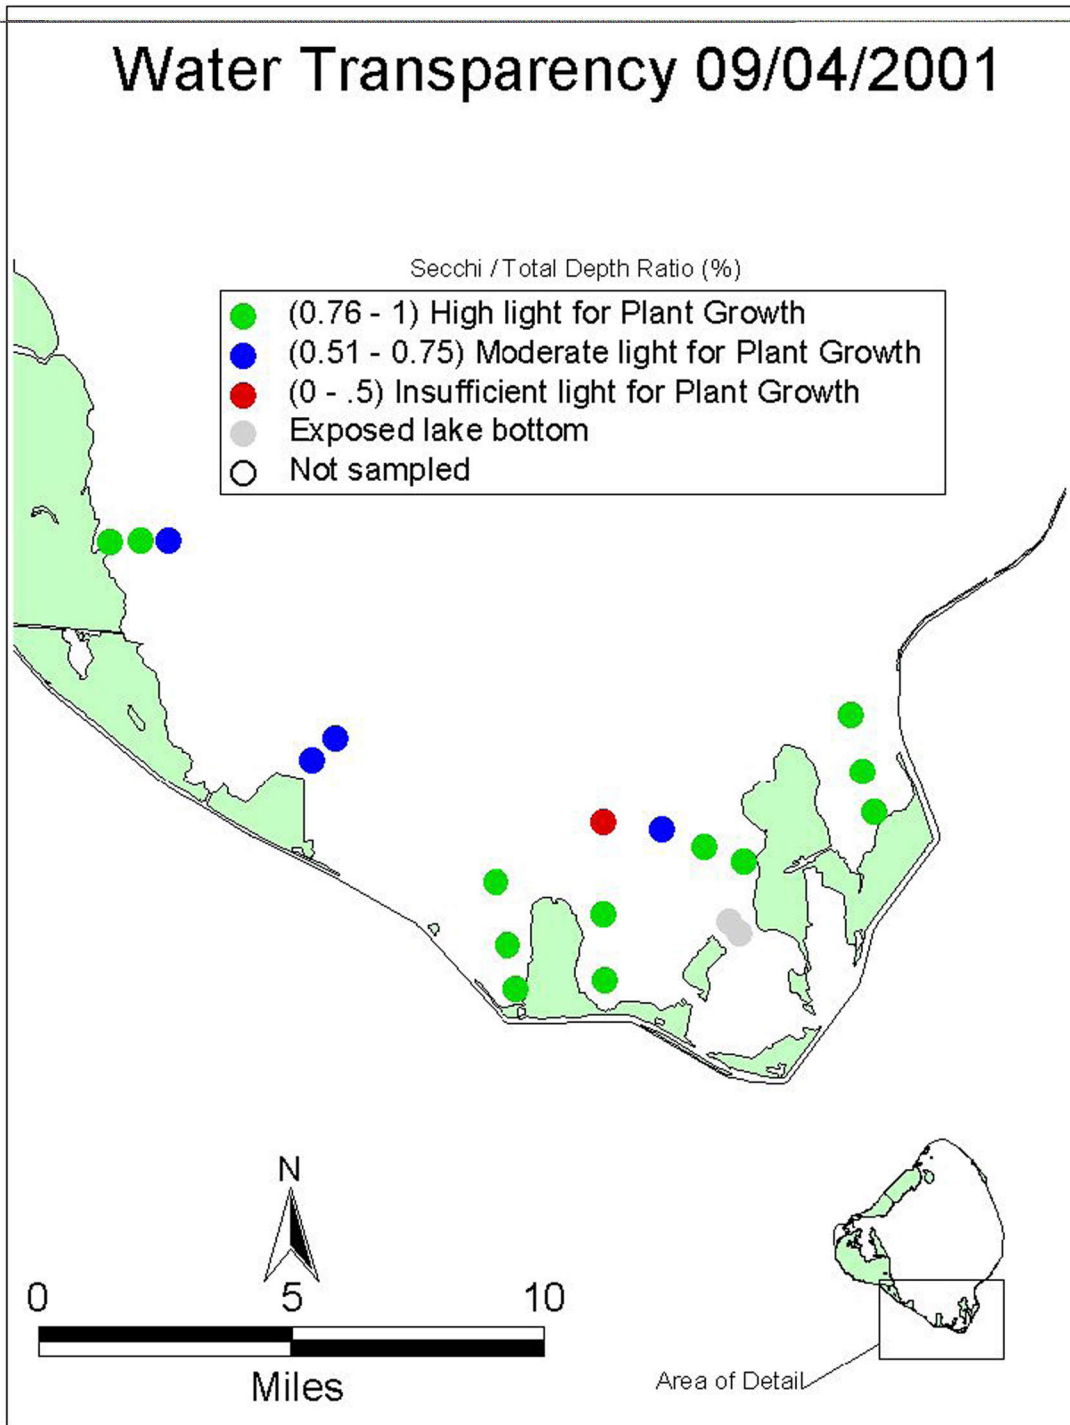 Water Transparency 09/04/2001
Secchi / Total Depth Ratio (%)
(0.76 - 1) High light for Plant Growth
(0.51 - 0.75) Moderate light for Plant Growth
(0 - .5) Insufficient light for Plant Growth
Exposed lake bottom
Not sampled
N
0 5 10
Miles
Area of Detail